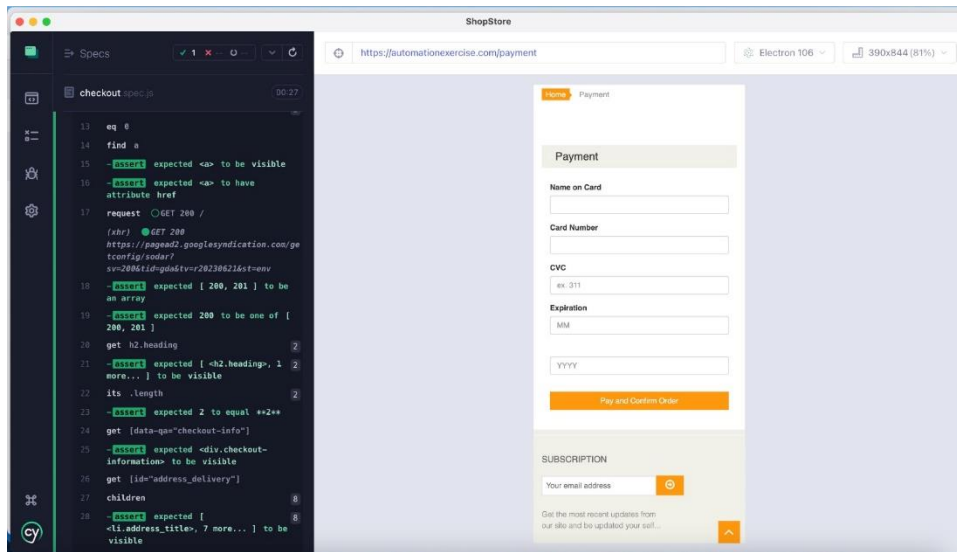 ShopStore
Specs
1
--
--
https://automationexercise.com/payment
Electron 106
390x844 (81%)
checkout.spec.js
00:27
13 eq 0
14 find a
15 -assert expected <a> to be visible
16 -assert expected <a> to have
attribute href
17 request GET 200 /
(xhr) GET 200
https://pagead2.googlesyndication.com/ge
tconfig/sodar?
sv=200&tid=gda&tv=r20230621&st=env
18 -assert expected [ 200, 201 ] to be
an array
19 -assert expected 200 to be one of [
200, 201 ]
20 get h2.heading 2
21 -assert expected [ <h2.heading>, 1 2
more... ] to be visible
22 its .length 2
23 -assert expected 2 to equal **2**
24 get [data-qa="checkout-info"]
25 -assert expected <div.checkout-
information> to be visible
26 get [id="address_delivery"]
27 children 8
28 -assert expected [ 8
<li.address_title>, 7 more... ] to be
visible
cy
Home Payment
Payment
Name on Card
Card Number
CVC
ex. 311
Expiration
MM
YYYY
Pay and Confirm Order
SUBSCRIPTION
Your email address
Get the most recent updates from
our site and be updated your self...